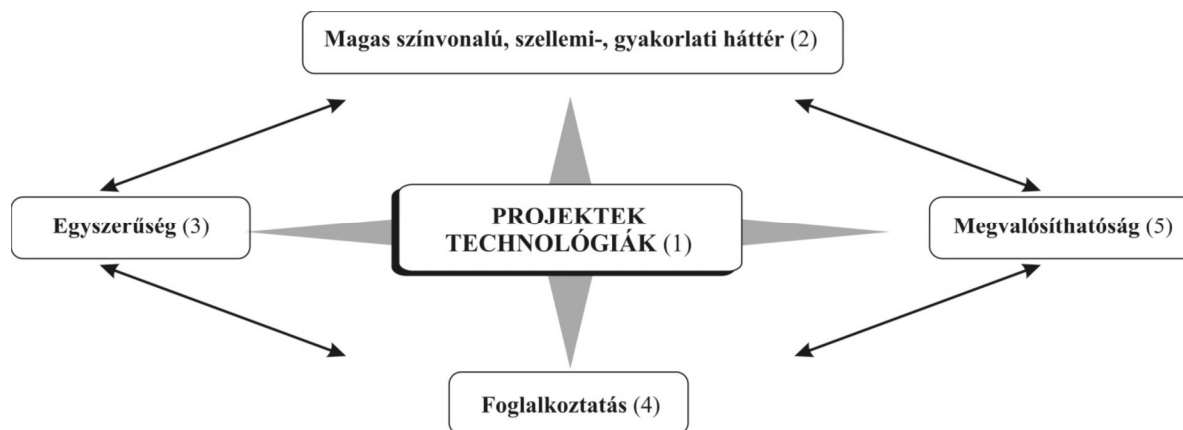 Magas színvonalú, szellemi-, gyakorlati háttér (2)
Egyszerűség (3)
PROJEKTEK
TECHNOLÓGIÁK (1)
Megvalósíthatóság (5)
Foglalkoztatás (4)